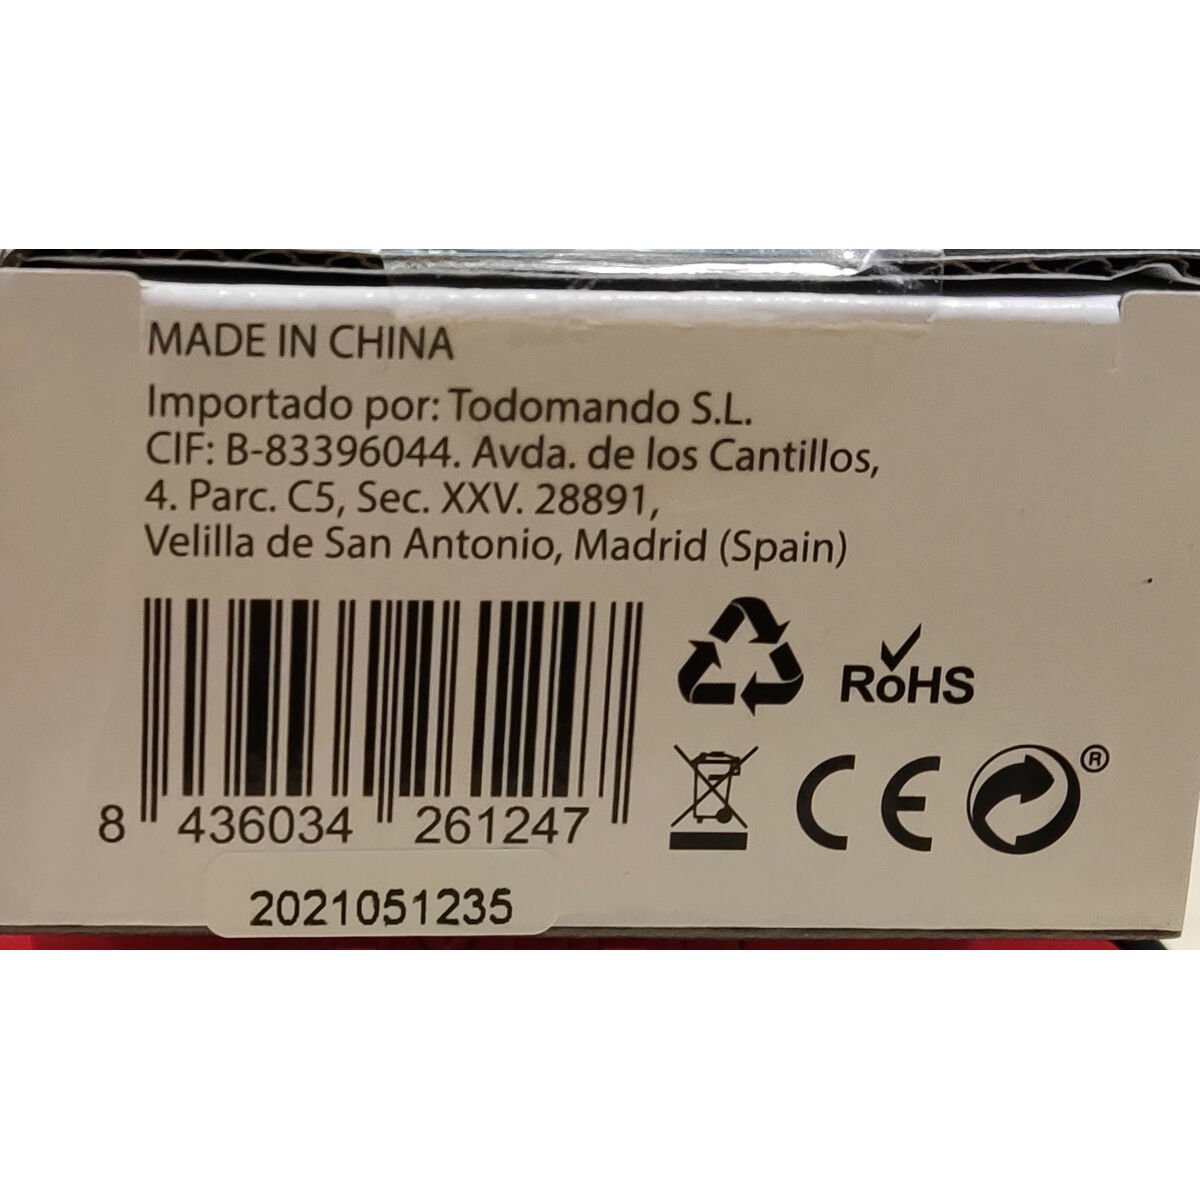 MADE IN CHINA
Importado por: Todomando S.L.
CIF: B-83396044. Avda. de los Cantillos,
4. Parc. C5, Sec. XXV. 28891,
Velilla de San Antonio, Madrid (Spain)
RoHS
CE
®
8 436034 261247
2021051235